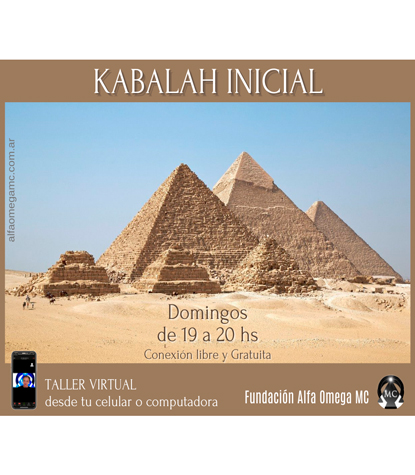 KABALAH INICIAL
alfaomegamc.com.ar
Domingos
de 19 a 20 hs
Conexión libre y Gratuita
TALLER VIRTUAL
desde tu celular o computadora
Fundación Alfa Omega MC
MC